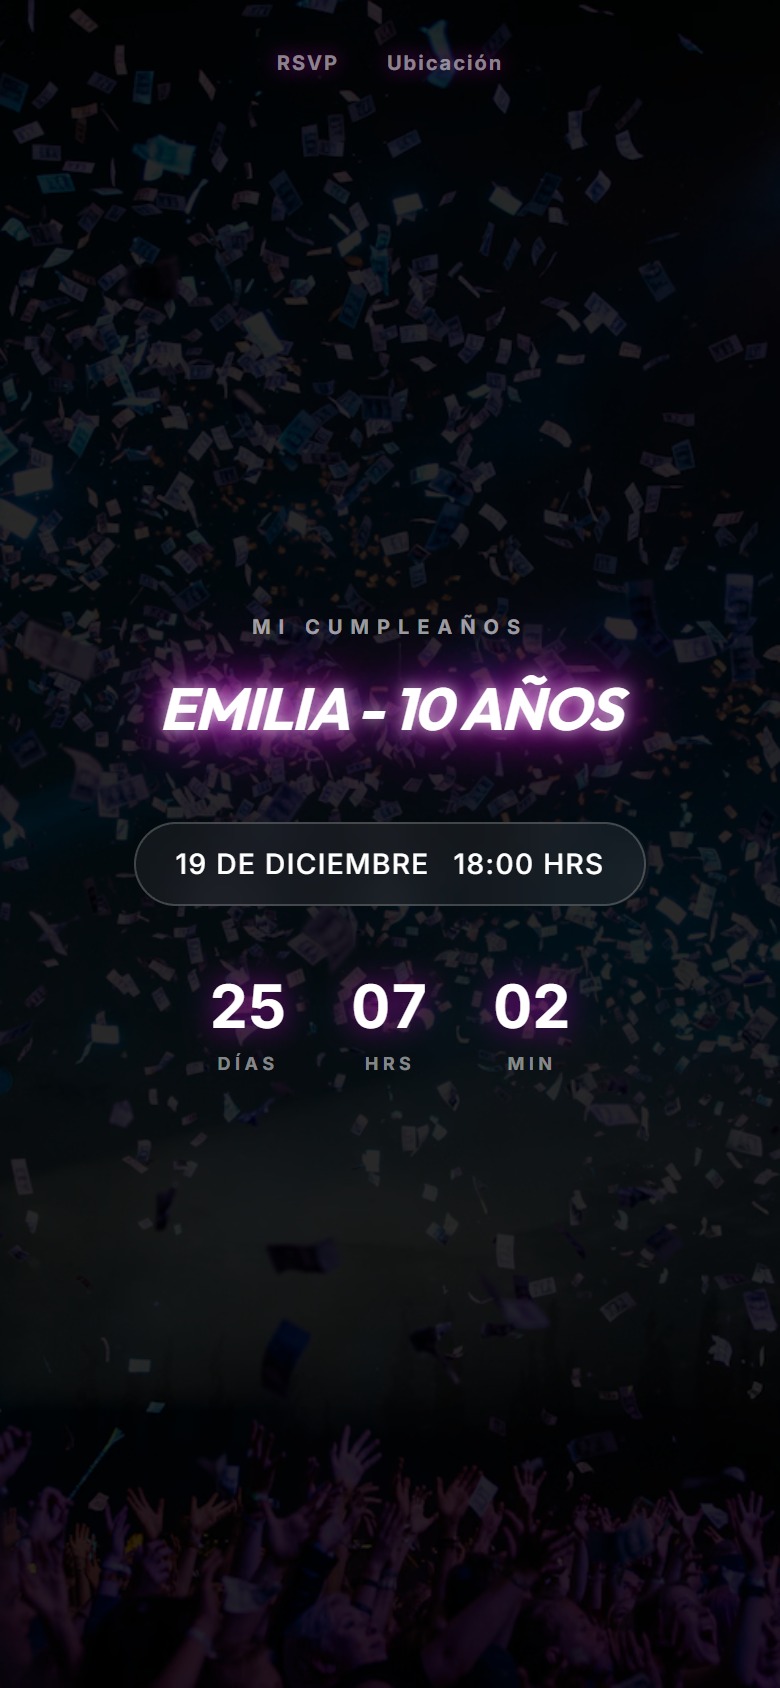 RSVP Ubicación
MI CUMPLEAÑOS
EMILIA - 10 AÑOS
19 DE DICIEMBRE 18:00 HRS
25 07 02
DÍAS HRS MIN